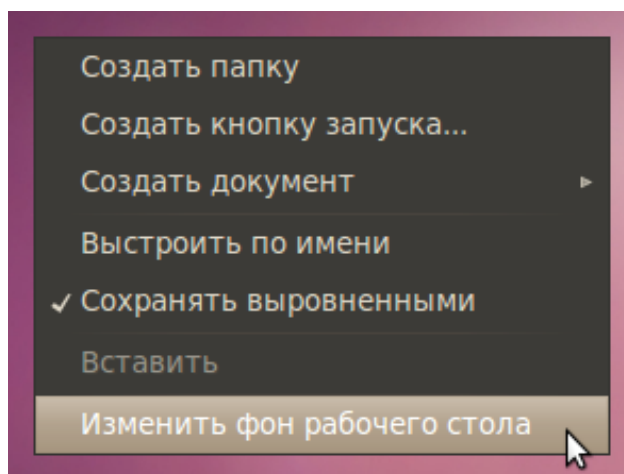 Создать папку
Создать кнопку запуска...
Создать документ
Выстроить по имени
Сохранять выровненными
Вставить
Изменить фон рабочего стола